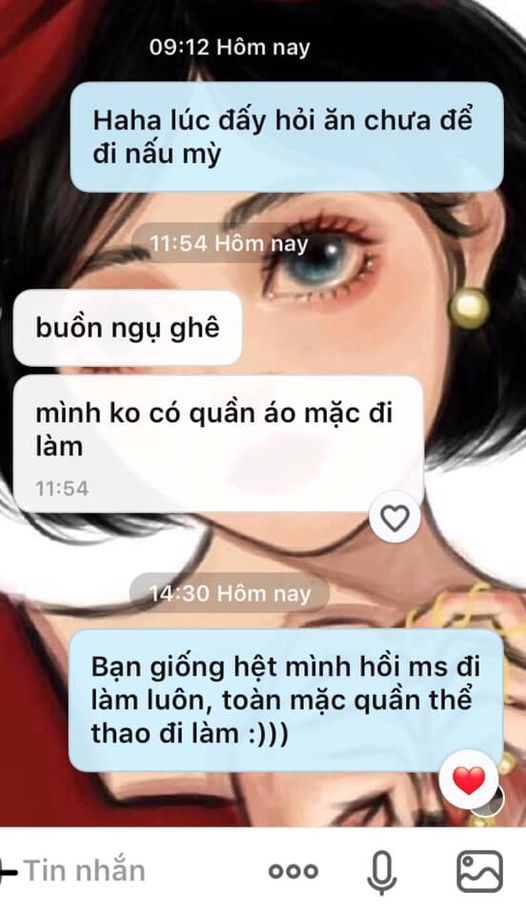 09:12 Hôm nay
Haha lúc đấy hỏi ăn chưa để
đi nấu mỳ
11:54 Hôm nay
buồn ngụ ghê
mình ko có quần áo mặc đi
làm
11:54
14:30 Hôm nay
Bạn giống hệt mình hồi ms đi
làm luôn, toàn mặc quần thể
thao đi làm :)))
Tin nhắn